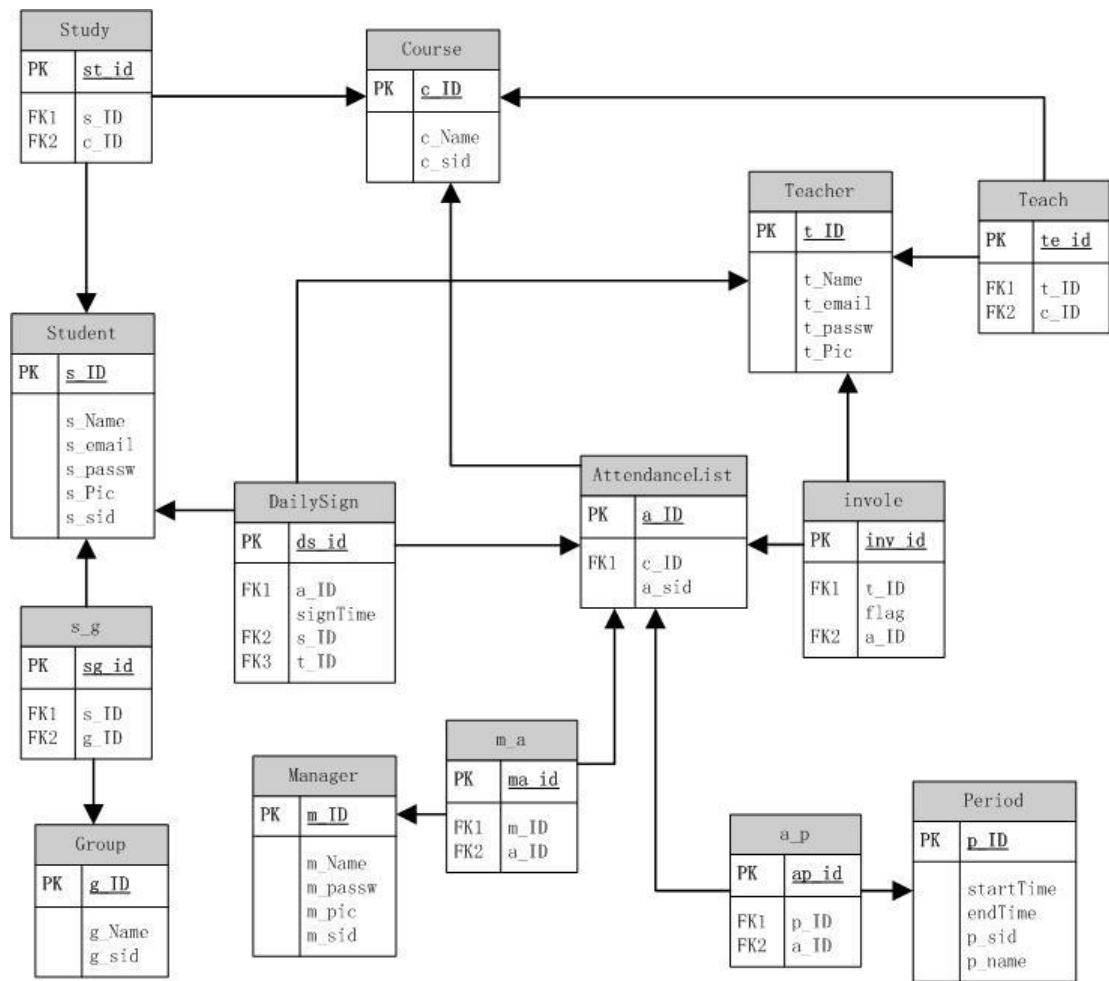 Study
PK st_id
FK1 s_ID
FK2 c_ID
Course
PK c_ID
c_Name
c_sid
Teacher
PK t_ID
t_Name
t_email
t_passw
t_Pic
Teach
PK te_id
FK1 t_ID
FK2 c_ID
Student
PK s_ID
s_Name
s_email
s_passw
s_Pic
s_sid
DailySign
PK ds_id
FK1 a_ID
signTime
FK2 s_ID
FK3 t_ID
AttendanceList
PK a_ID
FK1 c_ID
a_sid
invole
PK inv_id
FK1 t_ID
flag
FK2 a_ID
s_g
PK sg_id
FK1 s_ID
FK2 g_ID
Group
PK g_ID
g_Name
g_sid
Manager
PK m_ID
m_Name
m_passw
m_pic
m_sid
m_a
PK ma_id
FK1 m_ID
FK2 a_ID
a_p
PK ap_id
FK1 p_ID
FK2 a_ID
Period
PK p_ID
startTime
endTime
p_sid
p_name